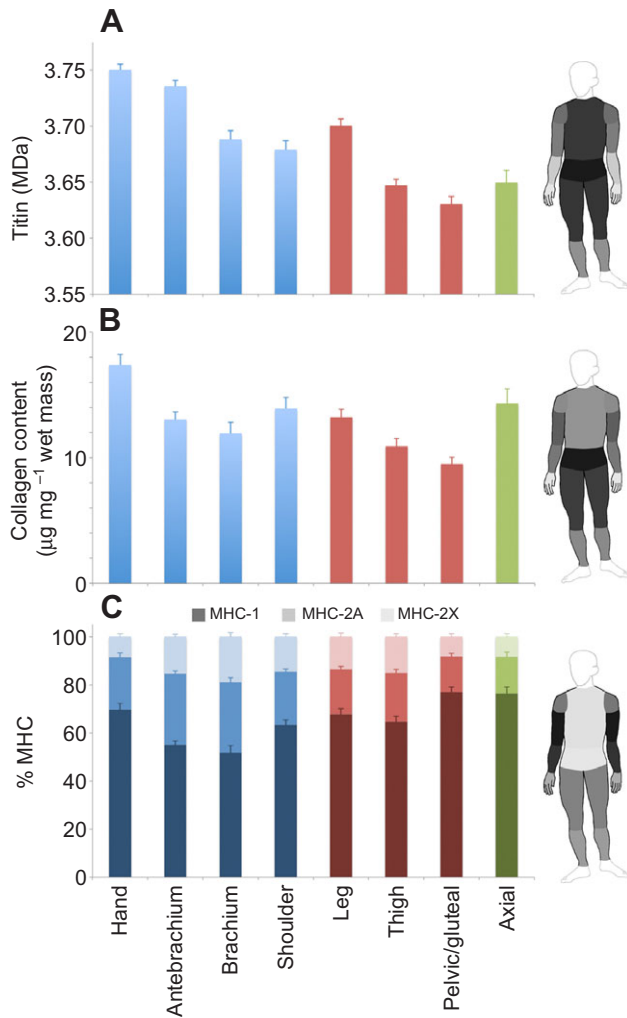 A
Titin (MDa)
3.75
3.70
3.65
3.60
3.55
B
Collagen content
(µg mg⁻¹ wet mass)
20
10
0
C
MHC-1 MHC-2A MHC-2X
% MHC
100
80
60
40
20
0
Hand
Antebrachium
Brachium
Shoulder
Leg
Thigh
Pelvic/gluteal
Axial